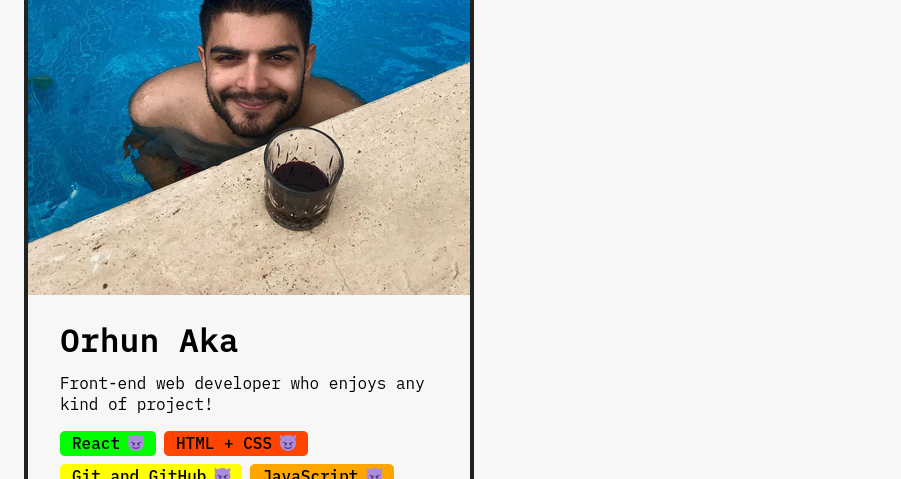 Orhun Aka
Front-end web developer who enjoys any
kind of project!
React 😈 HTML + CSS 😈
Git and GitHub 😈 JavaScript 😈